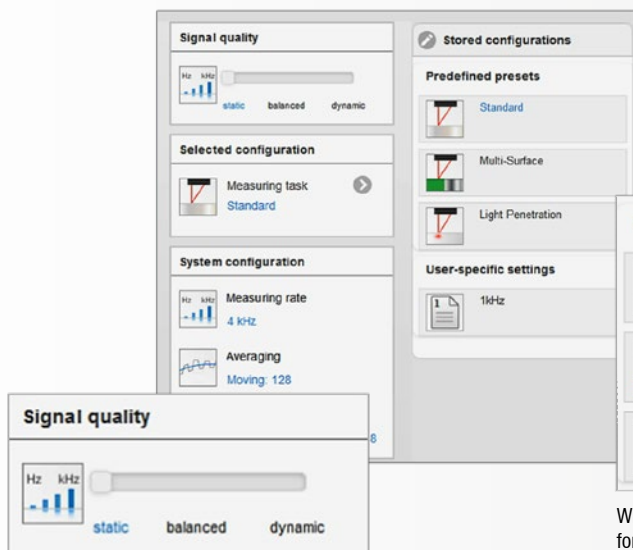 Signal quality
Hz kHz
static balanced dynamic
Selected configuration
Measuring task
Standard
System configuration
Hz kHz
Measuring rate
4 kHz
Averaging
Moving: 128
8
Stored configurations
Predefined presets
Standard
Multi-Surface
Light Penetration
User-specific settings
1
1kHz
Signal quality
Hz kHz
static balanced dynamic